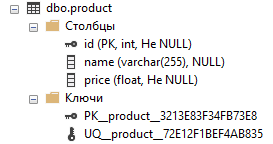 dbo.product
Столбцы
id (PK, int, Не NULL)
name (varchar(255), NULL)
price (float, Не NULL)
Ключи
PK__product__3213E83F34FB73E8
UQ__product__72E12F1BEF4AB835